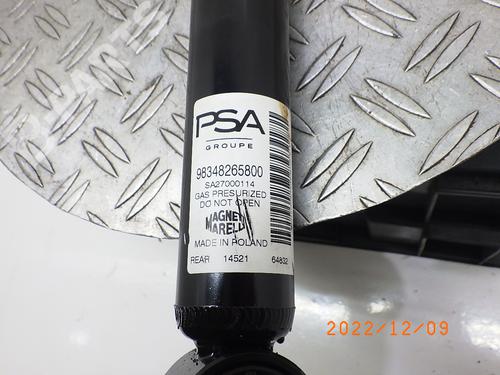 PSA
GROUPE
98348265800
SA27000114
GAS PRESURIZED
DO NOT OPEN
MAGNETI
MARELLI
MADE IN POLAND
REAR 14521 64832
2022/12/09